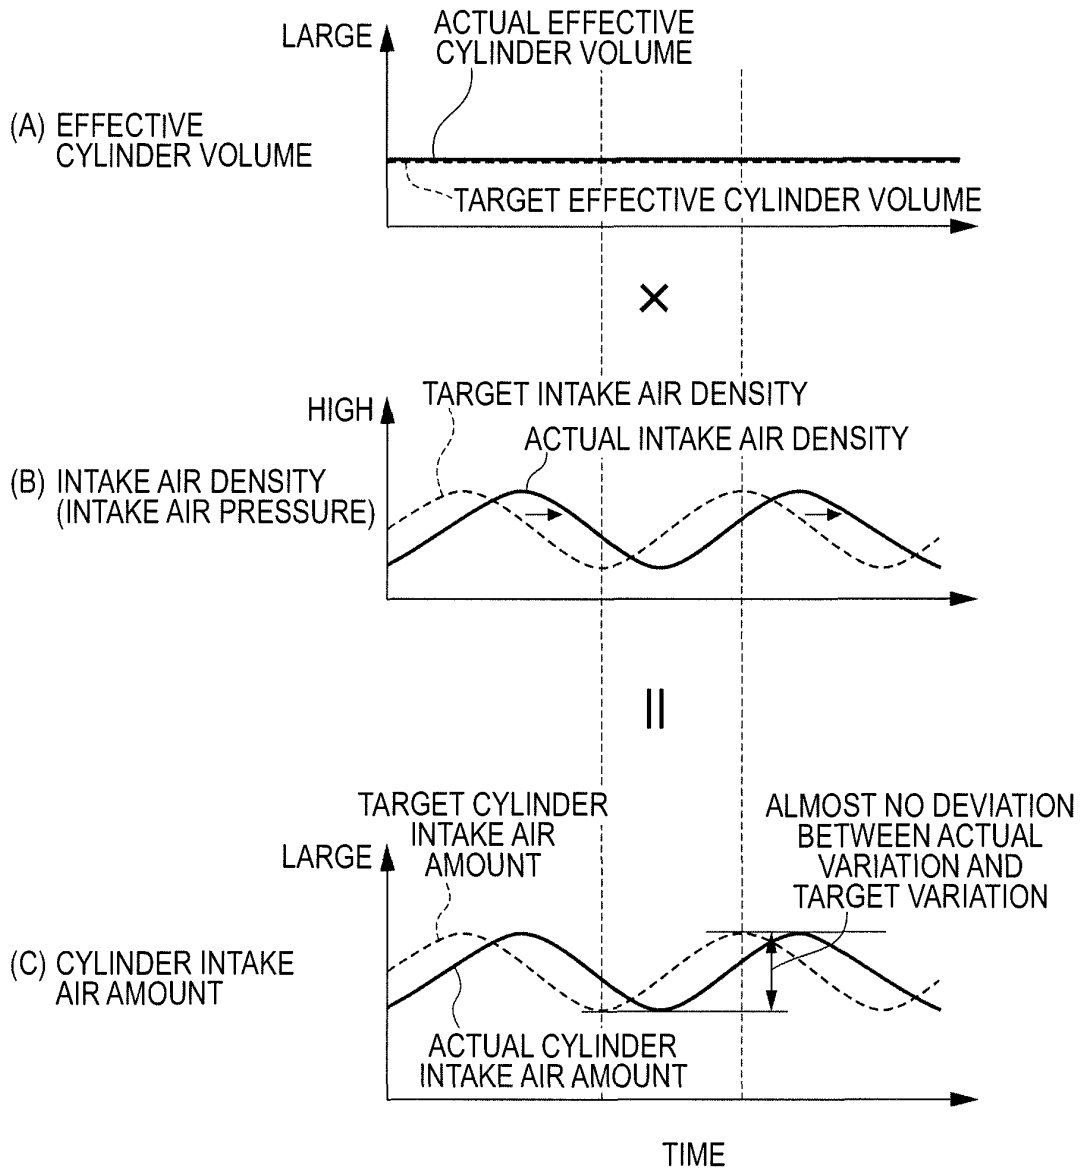 LARGE
ACTUAL EFFECTIVE
CYLINDER VOLUME
(A) EFFECTIVE
CYLINDER VOLUME
TARGET EFFECTIVE CYLINDER VOLUME
×
HIGH
TARGET INTAKE AIR DENSITY
ACTUAL INTAKE AIR DENSITY
(B) INTAKE AIR DENSITY
(INTAKE AIR PRESSURE)
=
TARGET CYLINDER
INTAKE AIR
AMOUNT
LARGE
ALMOST NO DEVIATION
BETWEEN ACTUAL
VARIATION AND
TARGET VARIATION
(C) CYLINDER INTAKE
AIR AMOUNT
ACTUAL CYLINDER
INTAKE AIR AMOUNT
TIME